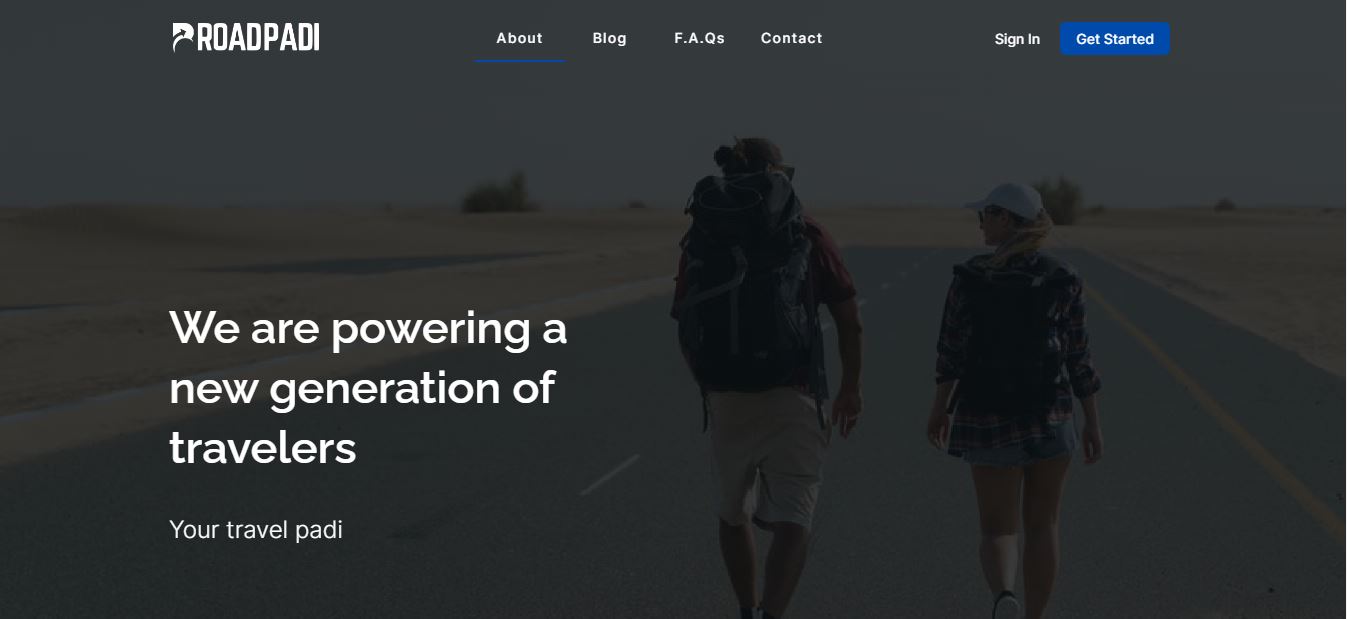 ROADPADI
About
Blog
F.A.Qs
Contact
Sign In
Get Started
We are powering a
new generation of
travelers
Your travel padi